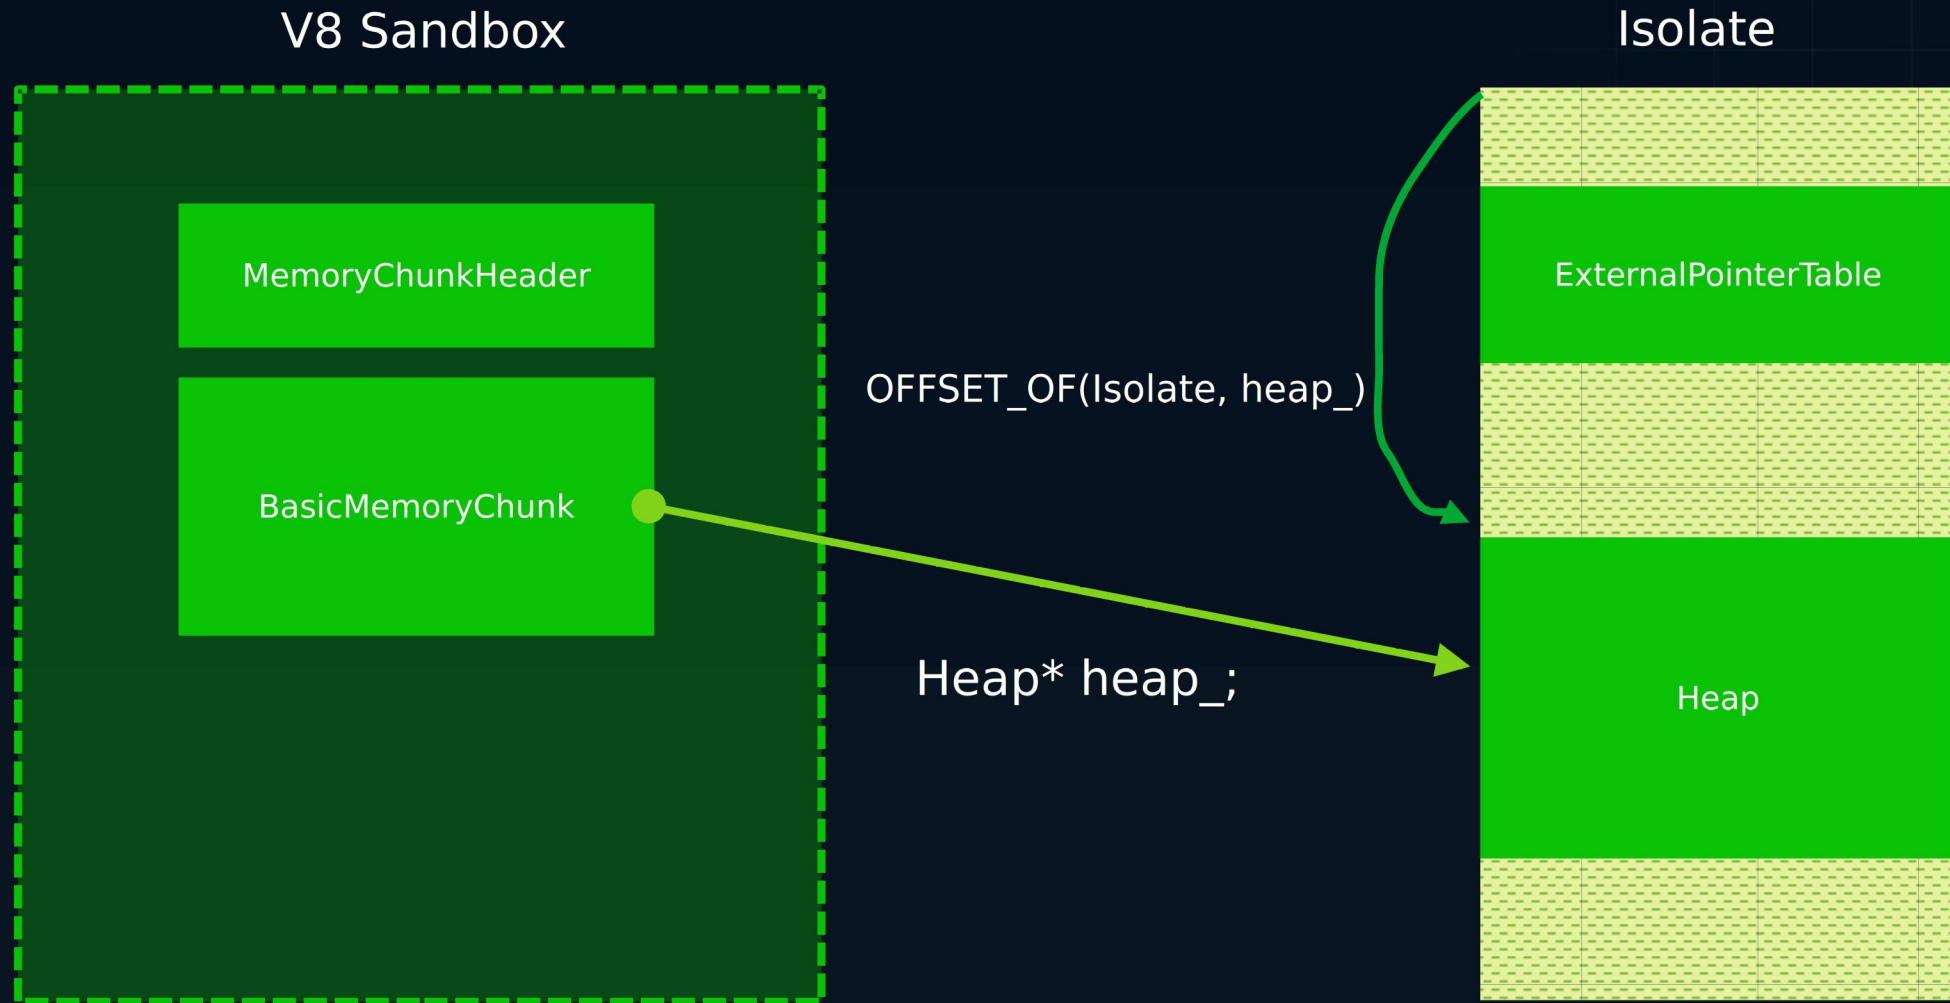 V8 Sandbox
Isolate
MemoryChunkHeader
ExternalPointerTable
OFFSET_OF(Isolate, heap_)
BasicMemoryChunk
Heap* heap_;
Heap